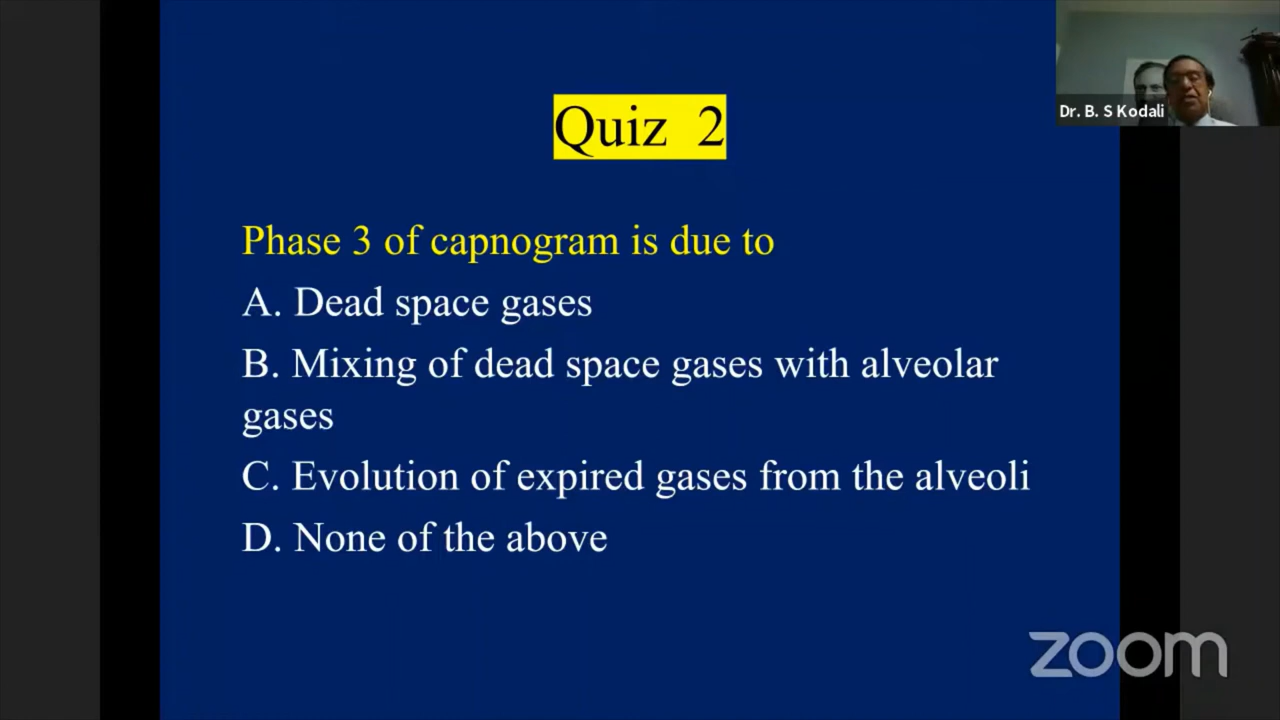 Quiz 2
Dr. B. S Kodali
Phase 3 of capnogram is due to
A. Dead space gases
B. Mixing of dead space gases with alveolar
gases
C. Evolution of expired gases from the alveoli
D. None of the above
zoom